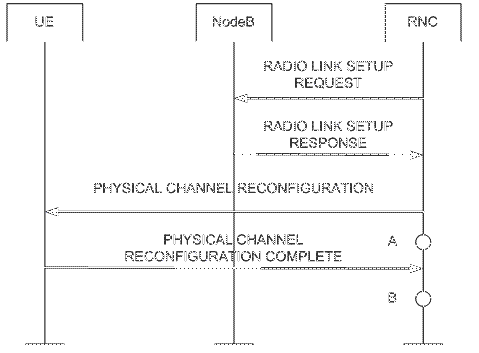 UE NodeB RNC
RADIO LINK SETUP
REQUEST
RADIO LINK SETUP
RESPONSE
PHYSICAL CHANNEL RECONFIGURATION
A
PHYSICAL CHANNEL
RECONFIGURATION COMPLETE
B